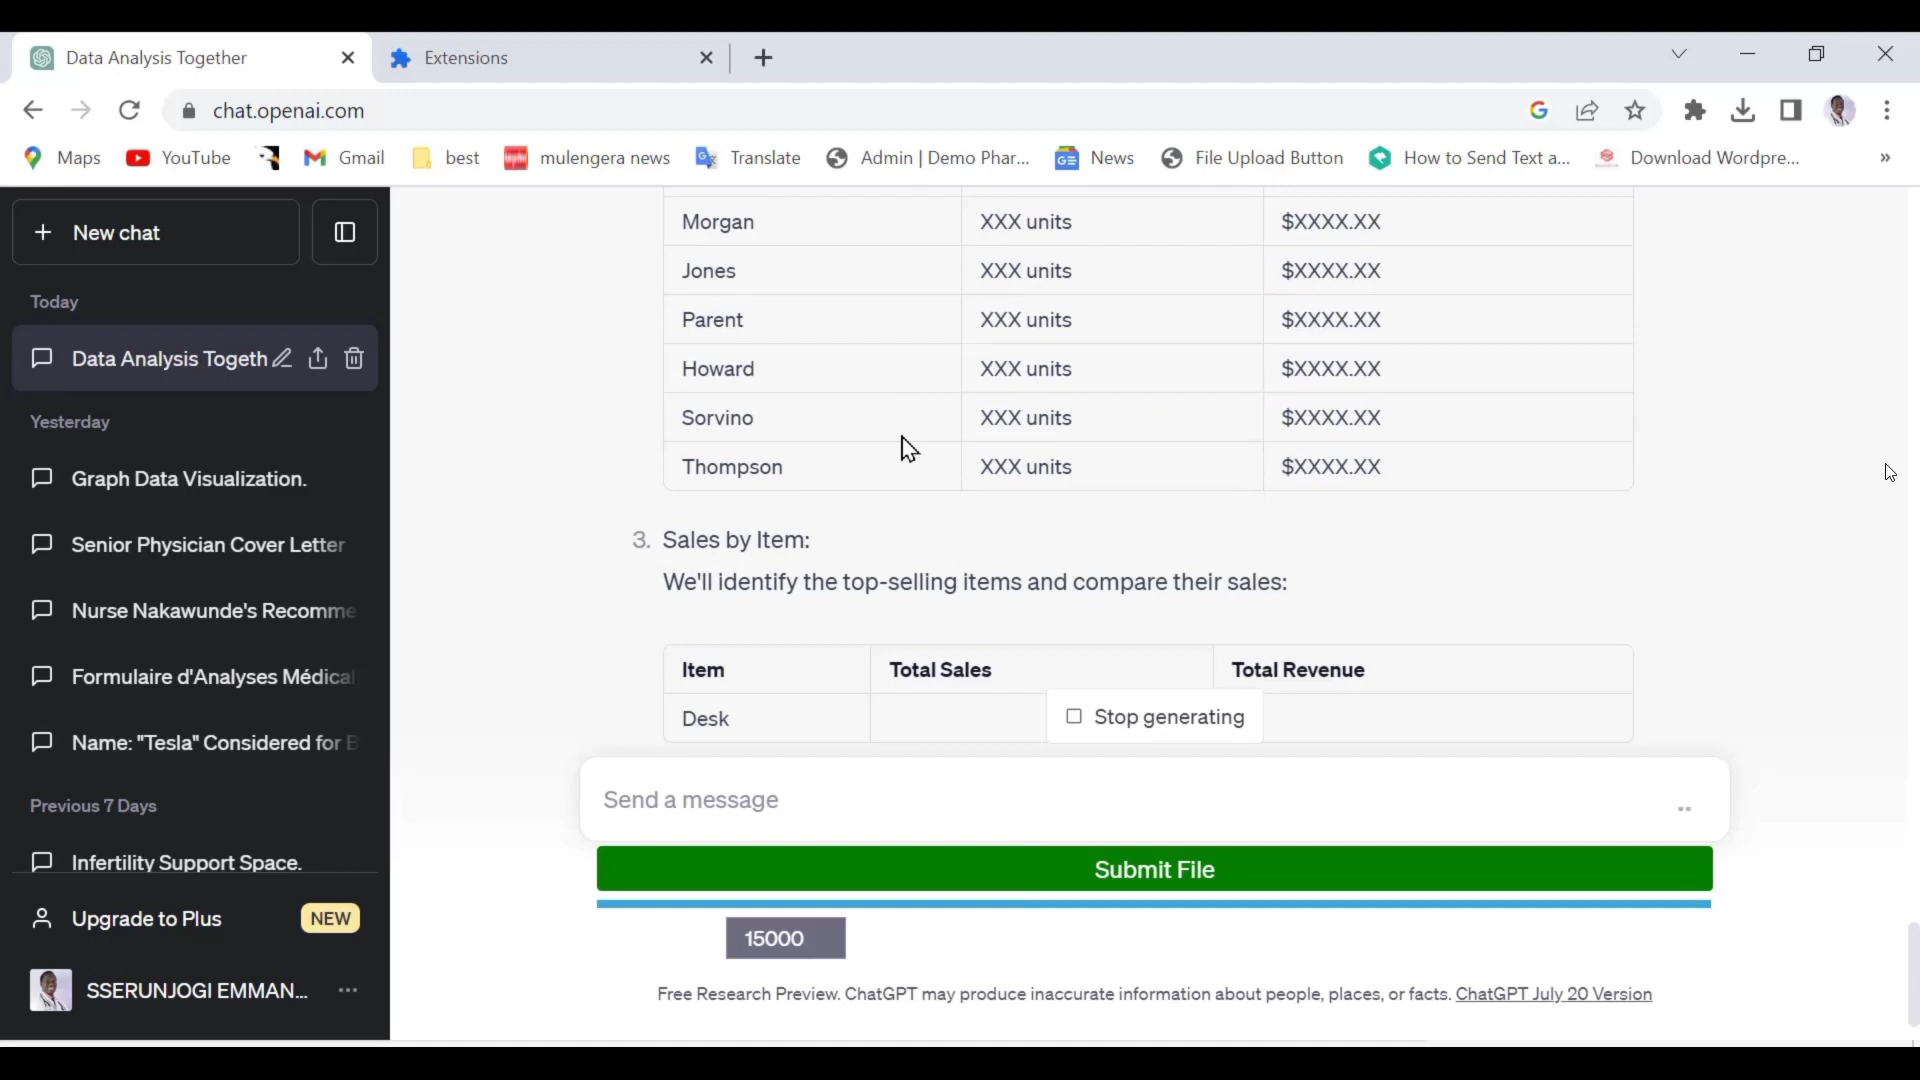 Data Analysis Together
Extensions
chat.openai.com
Maps
YouTube
Gmail
best
mulengera news
Translate
Admin | Demo Phar...
News
File Upload Button
How to Send Text a...
Download Wordpre...
»
New chat
Today
Data Analysis Togeth
Yesterday
Graph Data Visualization.
Senior Physician Cover Letter
Nurse Nakawunde's Recomme
Formulaire d'Analyses Médical
Name: "Tesla" Considered for B
Previous 7 Days
Infertility Support Space.
Upgrade to Plus NEW
SSERUNJOGI EMMAN... ...
Morgan XXX units $XXXX.XX
Jones XXX units $XXXX.XX
Parent XXX units $XXXX.XX
Howard XXX units $XXXX.XX
Sorvino XXX units $XXXX.XX
Thompson XXX units $XXXX.XX
3. Sales by Item:
We'll identify the top-selling items and compare their sales:
Item Total Sales Total Revenue
Desk
Stop generating
Send a message
Submit File
15000
Free Research Preview. ChatGPT may produce inaccurate information about people, places, or facts. ChatGPT July 20 Version